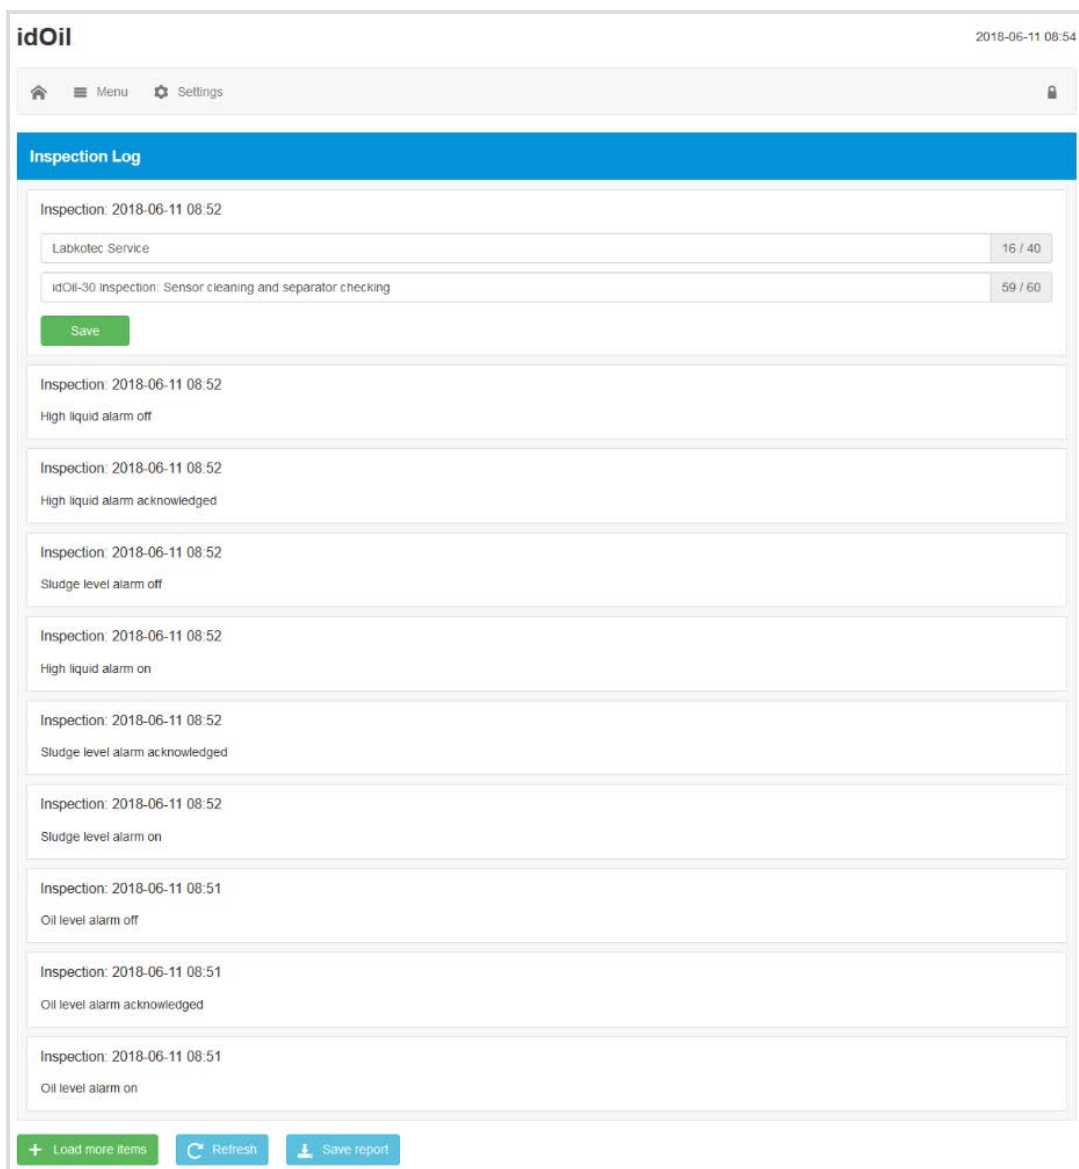 idOil
2018-06-11 08:54
Menu Settings
Inspection Log
Inspection: 2018-06-11 08:52
Labkotec Service 16 / 40
idOil-30 Inspection: Sensor cleaning and separator checking 59 / 60
Save
Inspection: 2018-06-11 08:52
High liquid alarm off
Inspection: 2018-06-11 08:52
High liquid alarm acknowledged
Inspection: 2018-06-11 08:52
Sludge level alarm off
Inspection: 2018-06-11 08:52
High liquid alarm on
Inspection: 2018-06-11 08:52
Sludge level alarm acknowledged
Inspection: 2018-06-11 08:52
Sludge level alarm on
Inspection: 2018-06-11 08:51
Oil level alarm off
Inspection: 2018-06-11 08:51
Oil level alarm acknowledged
Inspection: 2018-06-11 08:51
Oil level alarm on
Load more items Refresh Save report